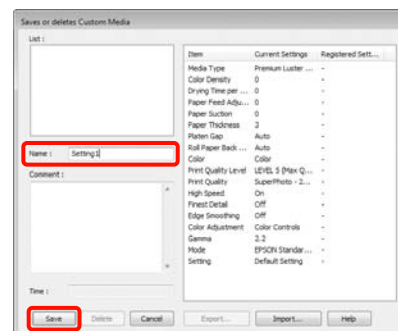 Saves or deletes Custom Media
List :
Item Current Settings Registered Sett...
Media Type Premium Luster ... -
Color Density 0 -
Drying Time per ... 0 -
Paper Feed Adju... 0 -
Paper Suction 0 -
Paper Thickness 2 -
Platen Gap Auto -
Roll Paper Back ... Auto -
Color Color -
Print Quality Level LEVEL 5 (Max Q... -
Print Quality SuperPhoto - 2... -
High Speed On -
Finest Detail Off -
Edge Smoothing Off -
Color Adjustment Color Controls -
Gamma 2.2 -
Mode EPSON Standar... -
Setting Default Setting -
Name : Setting1
Comment :
Time :
Save Delete Cancel Export... Import... Help